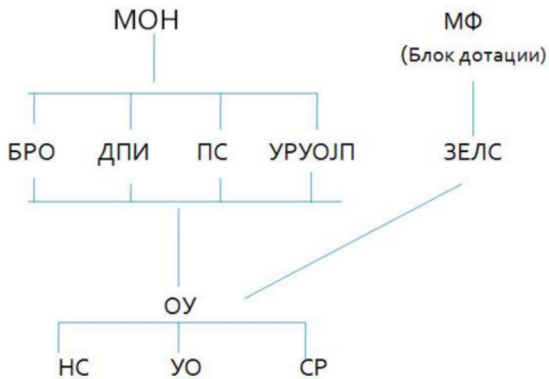 МОН
МФ
(Блок дотации)
БРО ДПИ ПС УРУОЈП ЗЕЛС
ОУ
НС УО СР